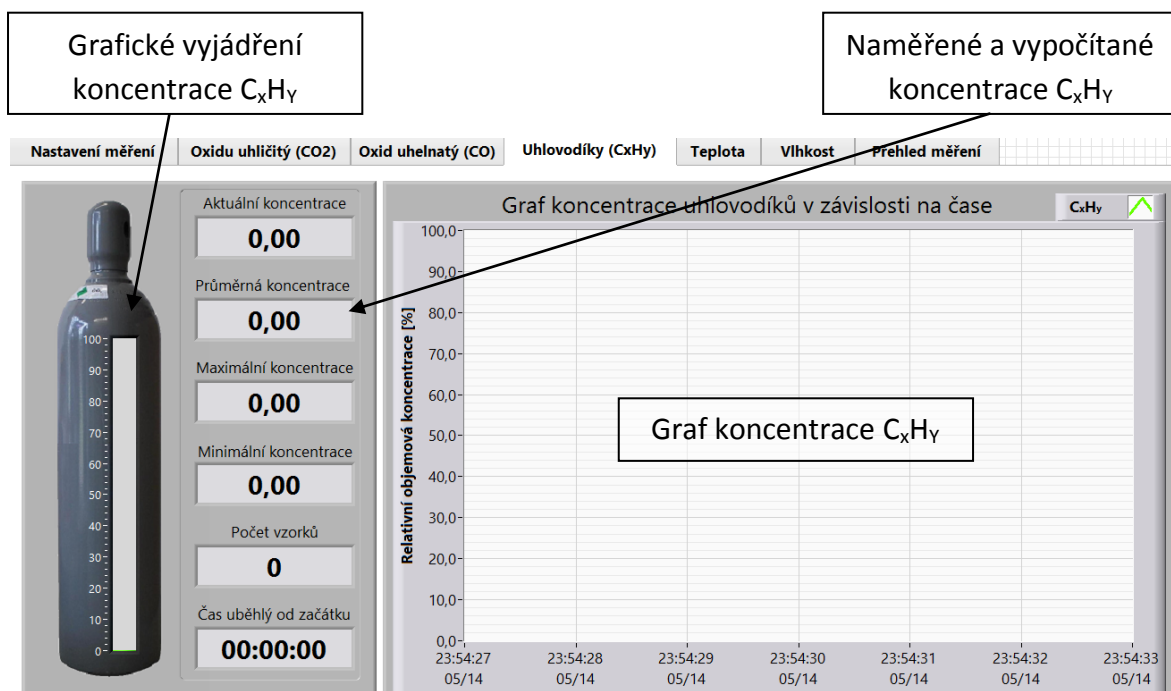 Grafické vyjádření
koncentrace CxHY
Naměřené a vypočítané
koncentrace CxHY
Nastavení měření
Oxidu uhličitý (CO2)
Oxid uhelnatý (CO)
Uhlovodíky (CxHy)
Teplota
Vlhkost
Přehled měření
100
90
80
70
60
50
40
30
20
10
0
Aktuální koncentrace
0,00
Průměrná koncentrace
0,00
Maximální koncentrace
0,00
Minimální koncentrace
0,00
Počet vzorků
0
Čas uběhlý od začátku
00:00:00
Graf koncentrace uhlovodíků v závislosti na čase
CxHy
Relativní objemová koncentrace [%]
100,0
90,0
80,0
70,0
60,0
50,0
40,0
30,0
20,0
10,0
0,0
Graf koncentrace CxHY
23:54:27
05/14
23:54:28
05/14
23:54:29
05/14
23:54:30
05/14
23:54:31
05/14
23:54:32
05/14
23:54:33
05/14